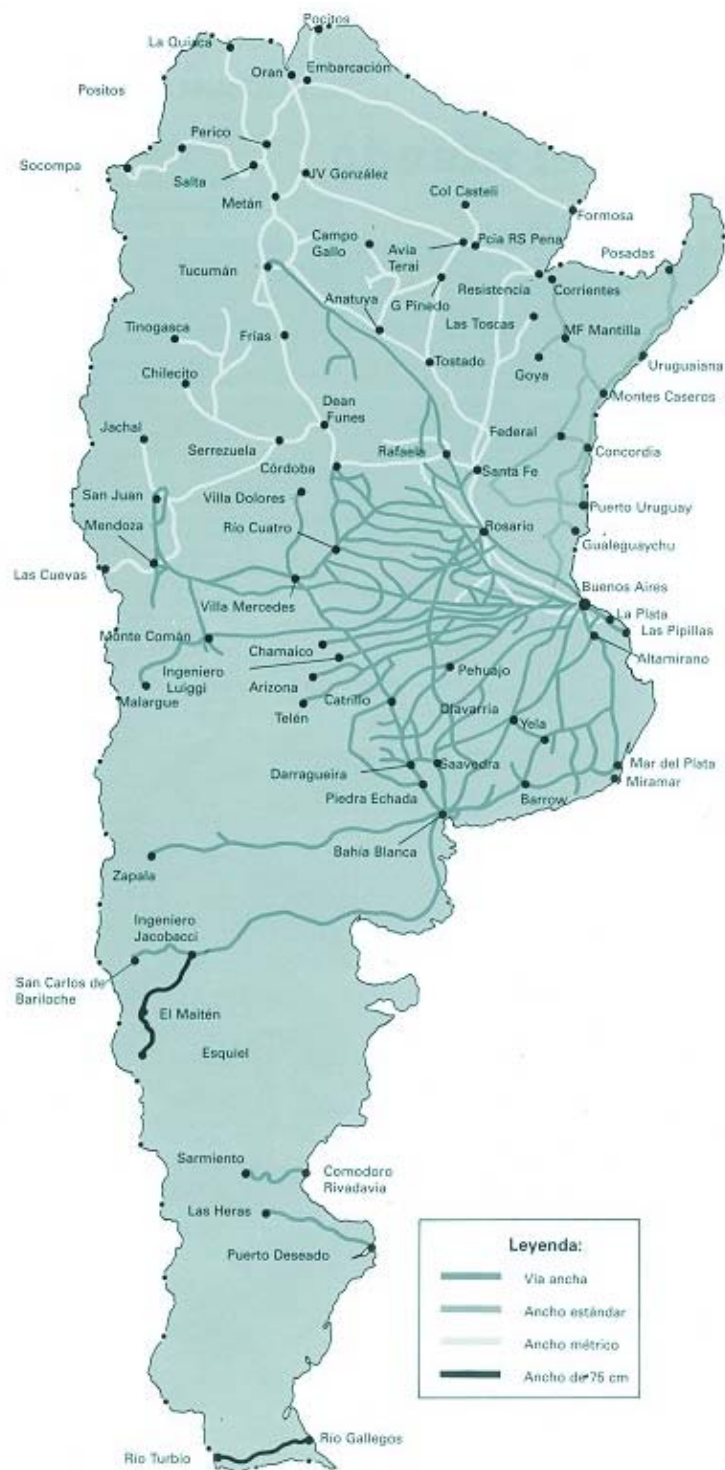 Pocitos
La Quiaca
Oran
Embarcación
Positos
Perico
Socompa
Salta
JV González
Col Casteli
Metán
Formosa
Campo
Gallo
Avia
Terai
Pcia RS Pena
Posadas
Tucumán
Anatuya
G Pinedo
Resistencia
Corrientes
Las Toscas
Tinogasca
Frías
MF Mantilla
Tostado
Goya
Uruguaiana
Chilecito
Montes Caseros
Dean
Funes
Jachal
Federal
Serrezuela
Rafaela
Concordia
Córdoba
Santa Fe
San Juan
Villa Dolores
Puerto Uruguay
Mendoza
Río Cuatro
Rosario
Gualeguaychu
Las Cuevas
Buenos Aires
Villa Mercedes
La Plata
Las Pipillas
Monte Comán
Chamaico
Altamirano
Ingeniero
Luiggi
Pehuajo
Malargue
Arizona
Telén
Catrillo
Olavarria
Yela
Darragueira
Saavedra
Mar del Plata
Miramar
Piedra Echada
Barrow
Bahía Blanca
Zapala
Ingeniero
Jacobacci
San Carlos de
Bariloche
El Maitén
Esquiel
Sarmiento
Comodoro
Rivadavia
Las Heras
Puerto Deseado
Leyenda:
Via ancha
Ancho estándar
Ancho métrico
Ancho de 75 cm
Rio Gallegos
Rio Turbio